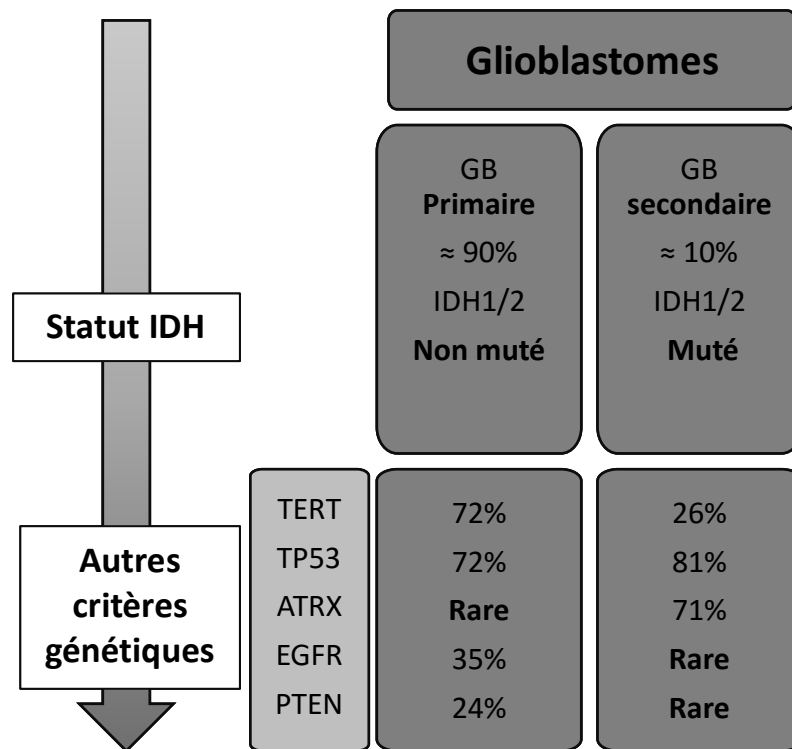 Glioblastomes
GB
Primaire
≈ 90%
IDH1/2
Non muté
GB
secondaire
≈ 10%
IDH1/2
Muté
Statut IDH
Autres
critères
génétiques
TERT 72% 26%
TP53 72% 81%
ATRX Rare 71%
EGFR 35% Rare
PTEN 24% Rare